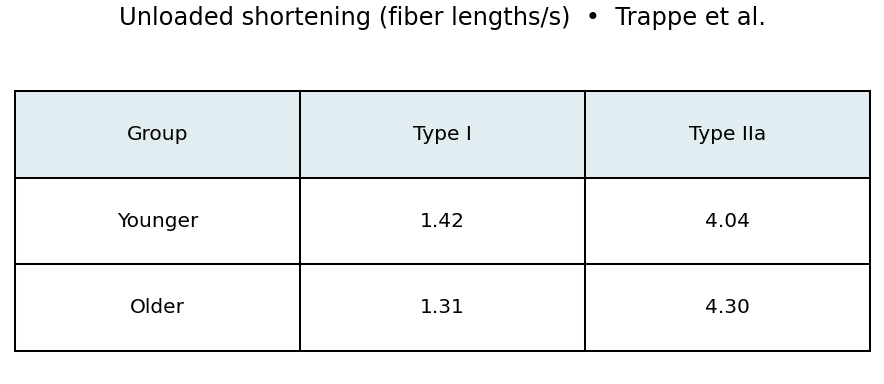 Unloaded shortening (fiber lengths/s) • Trappe et al.
Group Type I Type IIa
Younger 1.42 4.04
Older 1.31 4.30